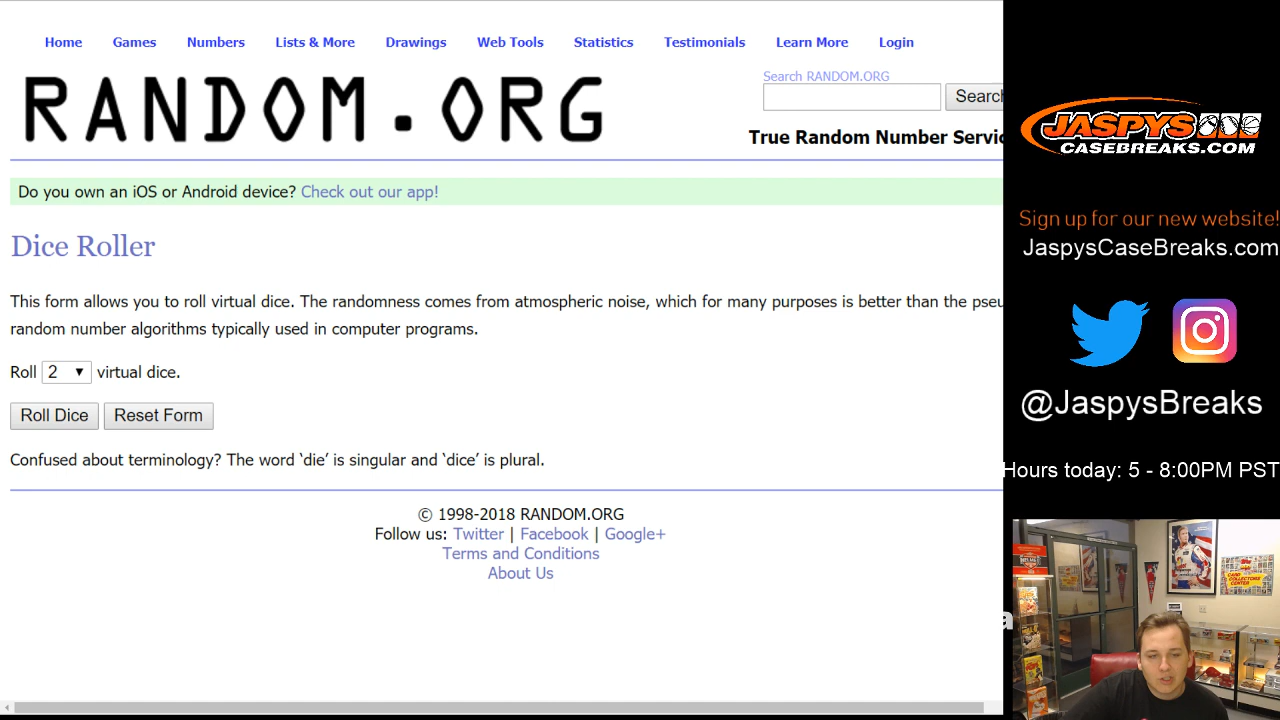 Home Games Numbers Lists & More Drawings Web Tools Statistics Testimonials Learn More Login
RANDOM.ORG
Search RANDOM.ORG
Search
True Random Number Servic
Do you own an iOS or Android device? Check out our app!
Dice Roller
This form allows you to roll virtual dice. The randomness comes from atmospheric noise, which for many purposes is better than the pseu
random number algorithms typically used in computer programs.
Roll 2 virtual dice.
Roll Dice Reset Form
Confused about terminology? The word ‘die’ is singular and ‘dice’ is plural.
© 1998-2018 RANDOM.ORG
Follow us: Twitter | Facebook | Google+
Terms and Conditions
About Us
JASPYS
CASEBREAKS.COM
Sign up for our new website!
JaspysCaseBreaks.com
@JaspysBreaks
Hours today: 5 - 8:00PM PST
a